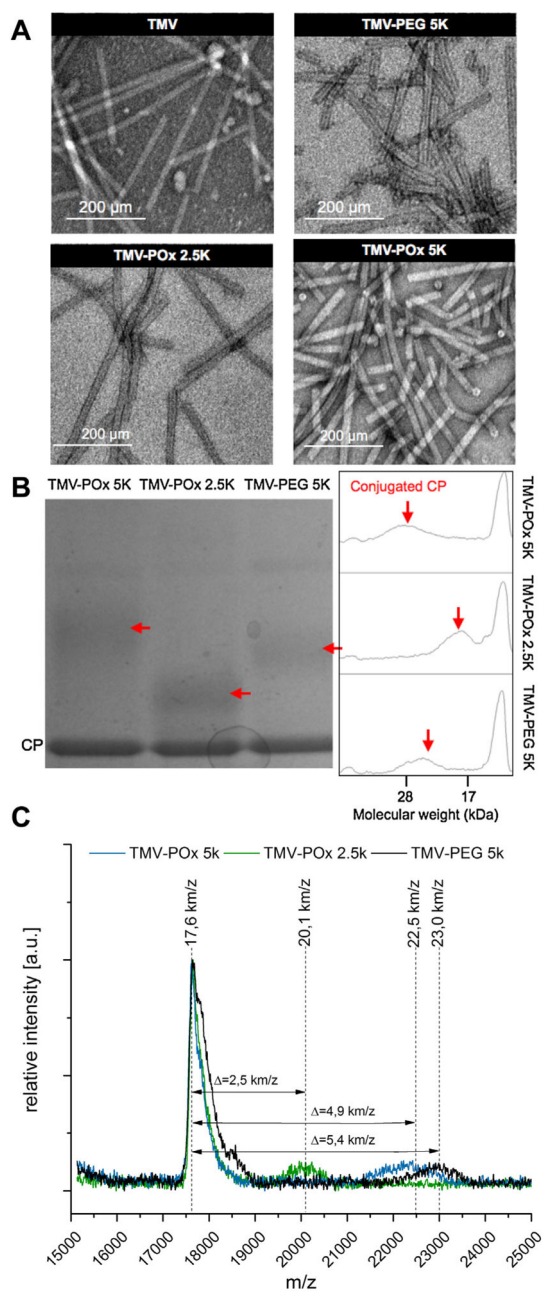 A
TMV
TMV-PEG 5K
200 µm
200 µm
TMV-POx 2.5K
TMV-POx 5K
200 µm
200 µm
B
TMV-POx 5K TMV-POx 2.5K TMV-PEG 5K
CP
Conjugated CP
TMV-POx 5K
TMV-POx 2.5K
TMV-PEG 5K
28 17
Molecular weight (kDa)
C
TMV-POx 5k TMV-POx 2.5k TMV-PEG 5k
17,6 km/z
20,1 km/z
22,5 km/z
23,0 km/z
Δ=2,5 km/z
Δ=4,9 km/z
Δ=5,4 km/z
relative intensity [a.u.]
15000 16000 17000 18000 19000 20000 21000 22000 23000 24000 25000
m/z